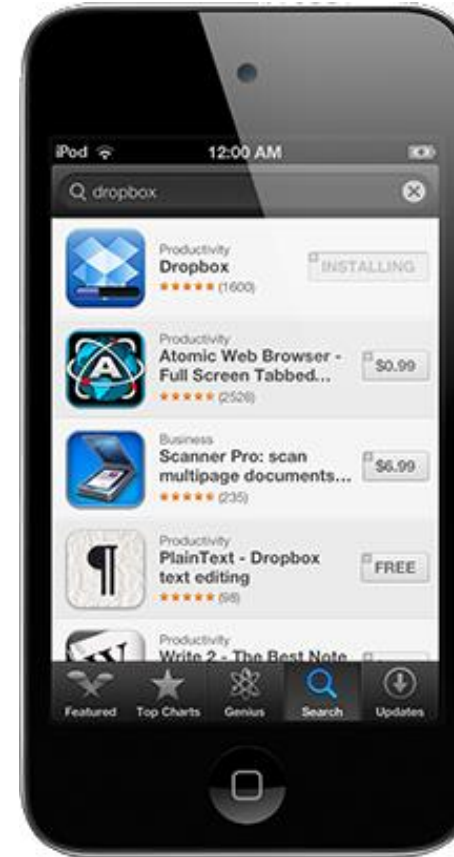 iPod 12:00 AM
dropbox
Productivity
Dropbox
(1600)
INSTALLING
Productivity
Atomic Web Browser -
Full Screen Tabbed...
(2526)
$0.99
Business
Scanner Pro: scan
multipage documents...
(235)
$6.99
Productivity
PlainText - Dropbox
text editing
(98)
FREE
Productivity
Write 2 - The Best Note
Featured Top Charts Genius Search Updates